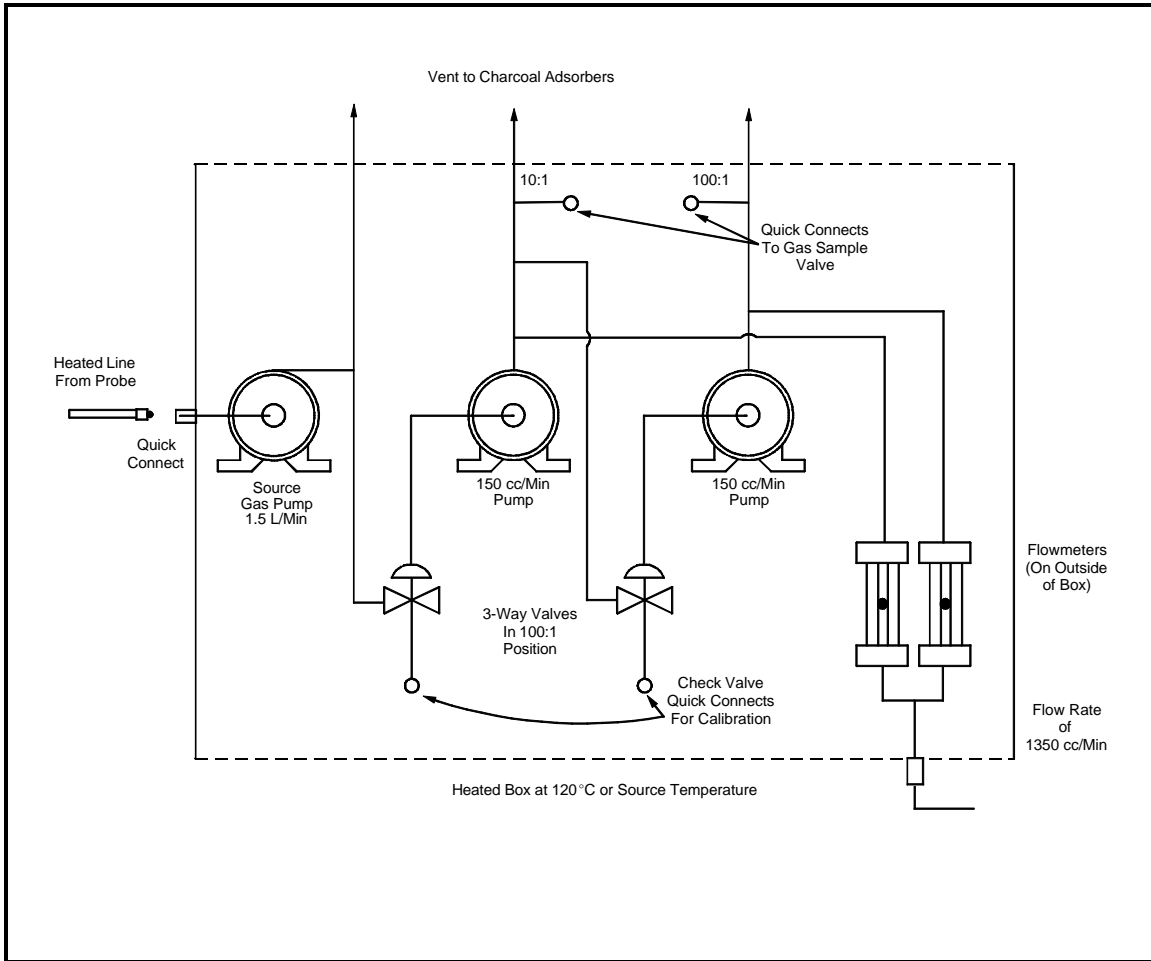 Vent to Charcoal Adsorbers
10:1
100:1
Quick Connects
To Gas Sample
Valve
Heated Line
From Probe
Quick
Connect
Source
Gas Pump
1.5 L/Min
150 cc/Min
Pump
150 cc/Min
Pump
Flowmeters
(On Outside
of Box)
3-Way Valves
In 100:1
Position
Check Valve
Quick Connects
For Calibration
Flow Rate
of
1350 cc/Min
Heated Box at 120°C or Source Temperature